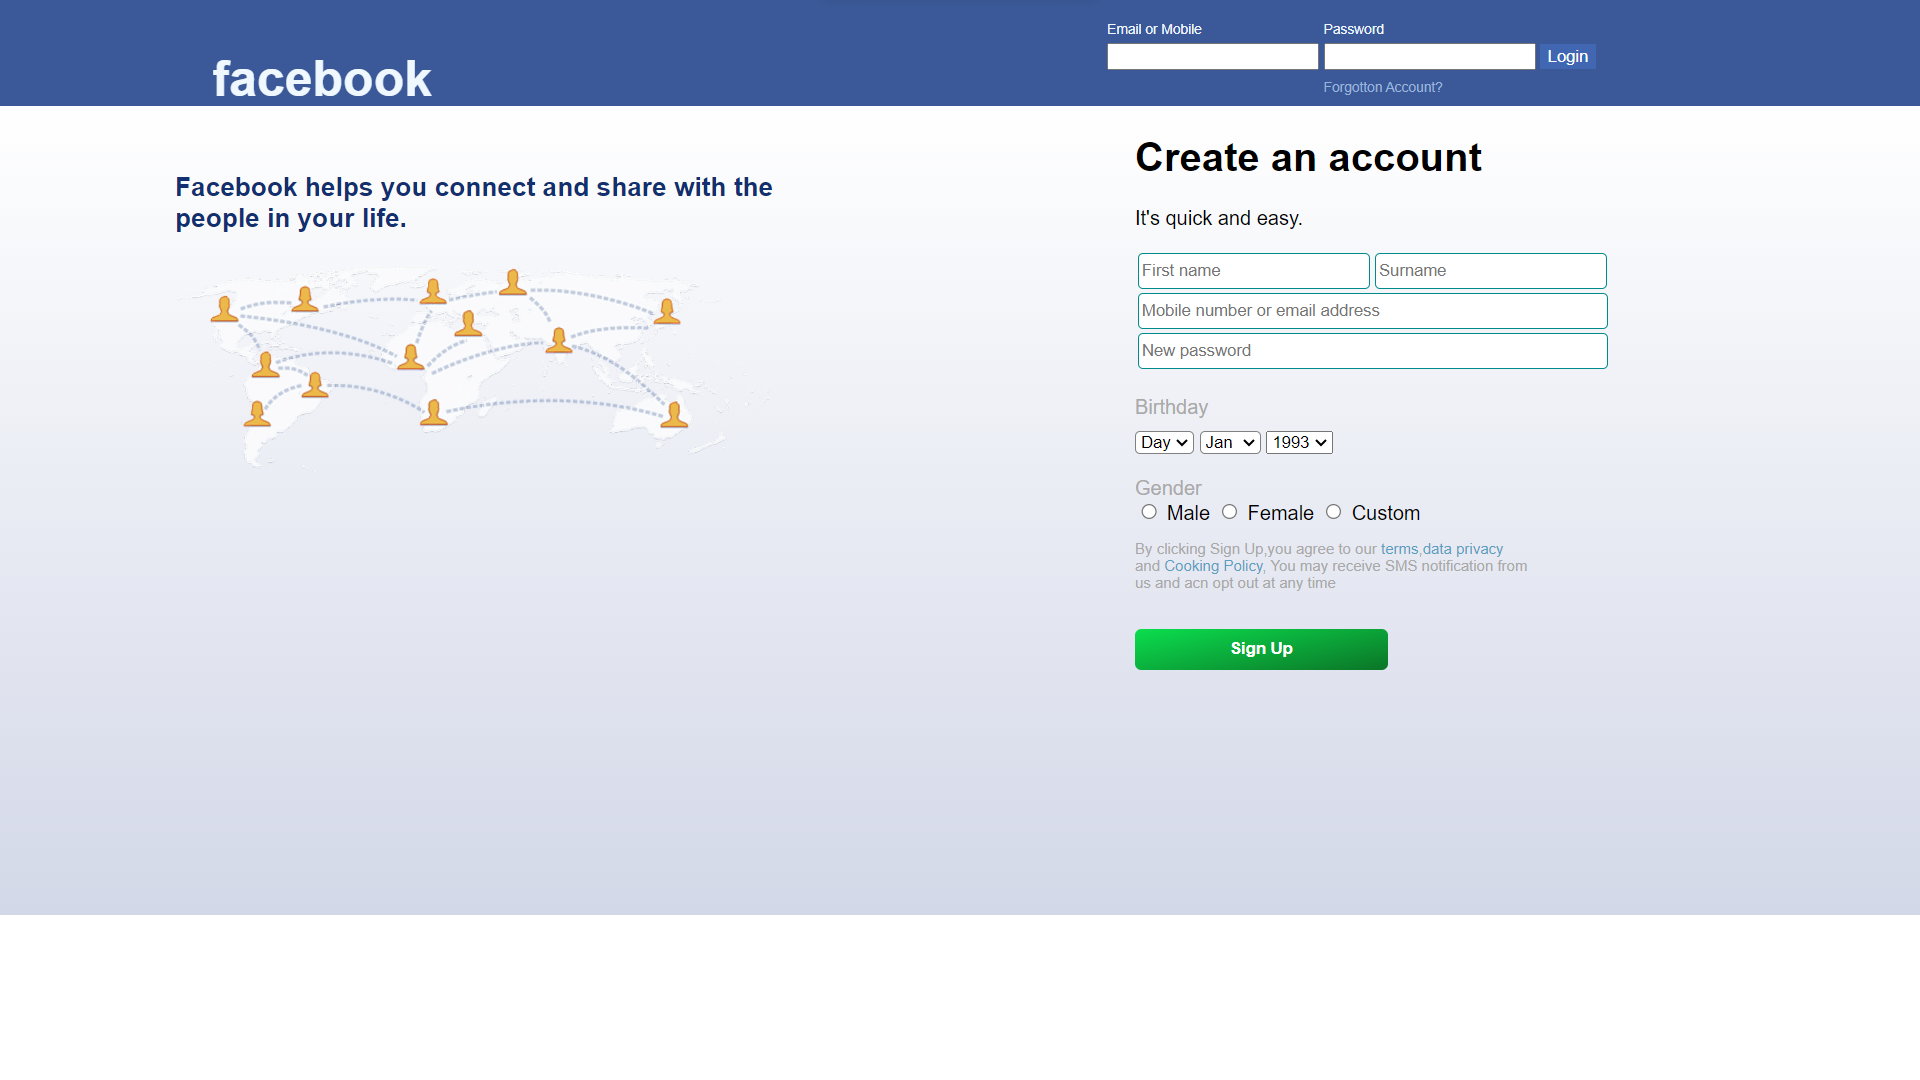 Email or Mobile Password
facebook
Login
Forgotton Account?
Create an account
Facebook helps you connect and share with the
people in your life.
It's quick and easy.
First name Surname
Mobile number or email address
New password
Birthday
Day Jan 1993
Gender
Male Female Custom
By clicking Sign Up,you agree to our terms,data privacy
and Cooking Policy, You may receive SMS notification from
us and acn opt out at any time
Sign Up